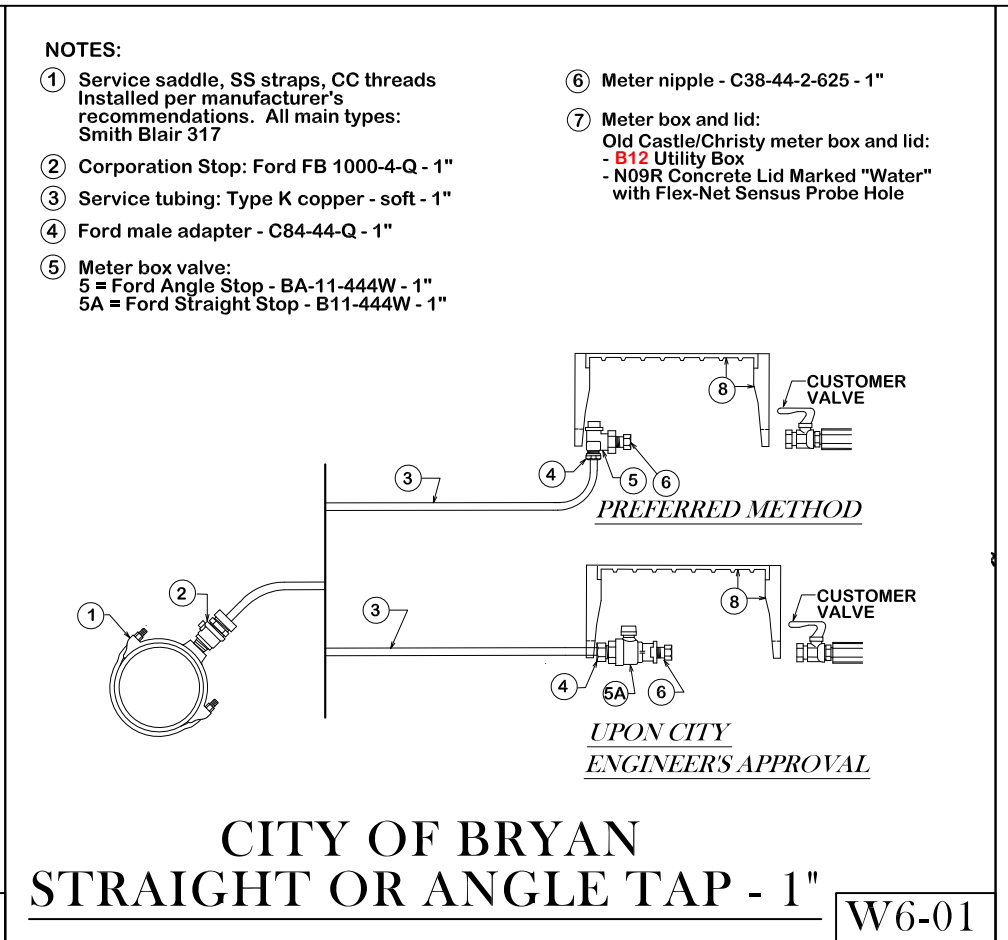 NOTES:
1 Service saddle, SS straps, CC threads
Installed per manufacturer's
recommendations. All main types:
Smith Blair 317
2 Corporation Stop: Ford FB 1000-4-Q - 1"
3 Service tubing: Type K copper - soft - 1"
4 Ford male adapter - C84-44-Q - 1"
5 Meter box valve:
5 = Ford Angle Stop - BA-11-444W - 1"
5A = Ford Straight Stop - B11-444W - 1"
6 Meter nipple - C38-44-2-625 - 1"
7 Meter box and lid:
Old Castle/Christy meter box and lid:
- B12 Utility Box
- N09R Concrete Lid Marked "Water"
with Flex-Net Sensus Probe Hole
8
CUSTOMER
VALVE
3
4
5
6
PREFERRED METHOD
1
2
3
8
CUSTOMER
VALVE
4
5A
6
UPON CITY
ENGINEER'S APPROVAL
CITY OF BRYAN
STRAIGHT OR ANGLE TAP - 1"
W6-01